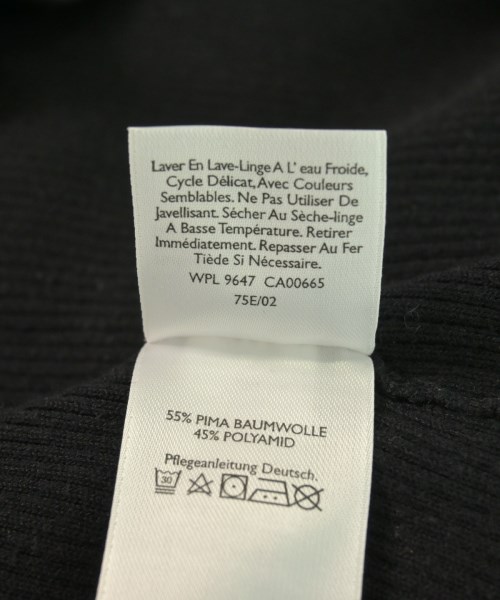 Laver En Lave-Linge A L' eau Froide,
Cycle Délicat, Avec Couleurs
Semblables. Ne Pas Utiliser De
Javellisant. Sécher Au Sèche-linge
A Basse Température. Retirer
Immédiatement. Repasser Au Fer
Tiède Si Nécessaire.
WPL 9647 CA00665
75E/02
55% PIMA BAUMWOLLE
45% POLYAMID
Pflegeanleitung Deutsch.
30